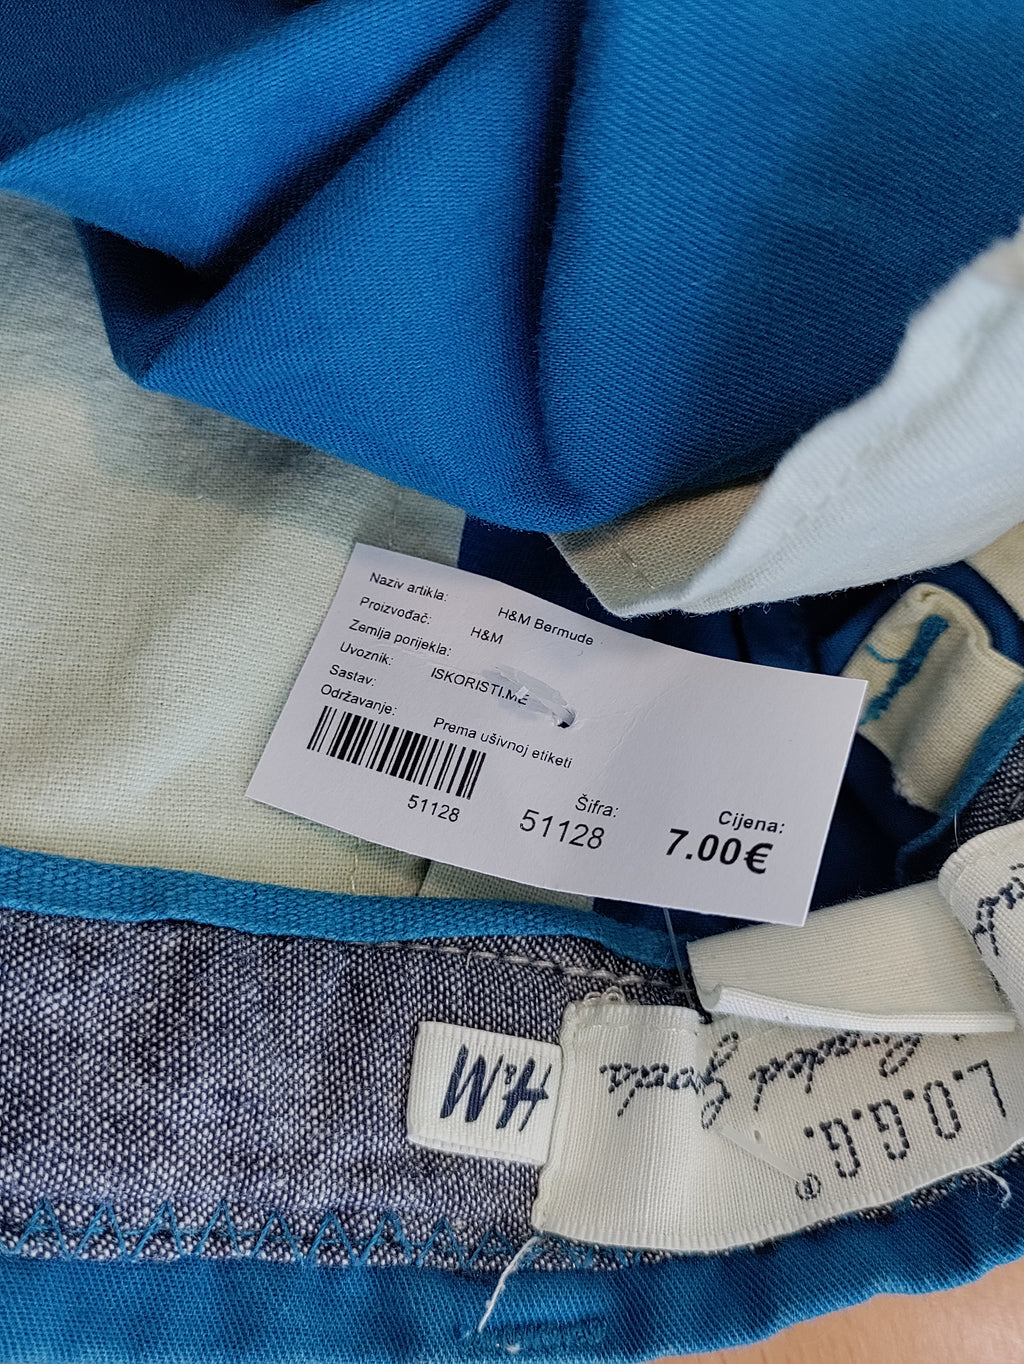 Naziv artikla: H&M Bermude
Proizvođač: H&M
Zemlja porijekla:
Uvoznik: ISKORISTI.ME
Sastav:
Održavanje: Prema ušivnoj etiketi
51128
Šifra:
51128
Cijena:
7.00€
H&M
L.O.G.G.®
Goods